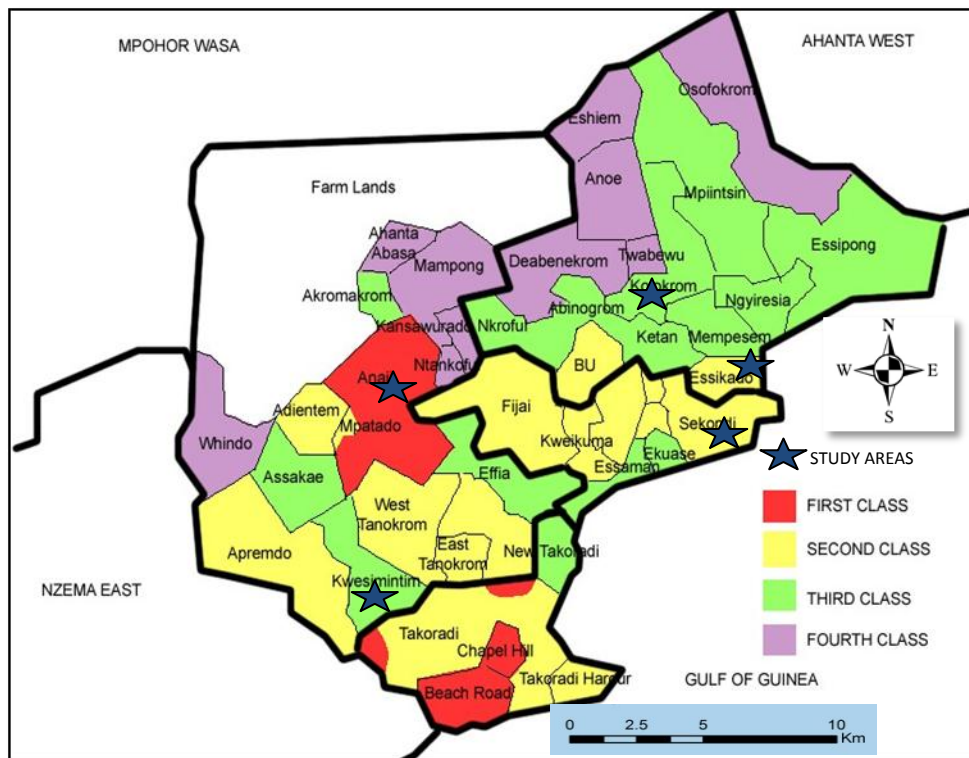 MPOHOR WASA
AHANTA WEST
Osofokrom
Eshiem
Anoe
Mpiintsin
Farm Lands
Essipong
Ahanta
Abasa
Mampong
Deabenekrom
Twabewu
Akromakrom
Abinogrom
Ngyiresia
Kansawurado
Nkroful
Ketan
Mempesem
Ntankofu
BU
Essikado
N
W
E
S
Adientem
Fijai
Mpatado
Kweikuma
Sekondi
Whindo
Essaman
Ekuase
STUDY AREAS
Assakae
Effia
West
Tanokrom
FIRST CLASS
Apremdo
East
Tanokrom
New Takoradi
SECOND CLASS
NZEMA EAST
Kwesimintim
THIRD CLASS
Takoradi
Chapel Hill
FOURTH CLASS
Takoradi Harour
GULF OF GUINEA
Beach Road
0 2.5 5 10
Km